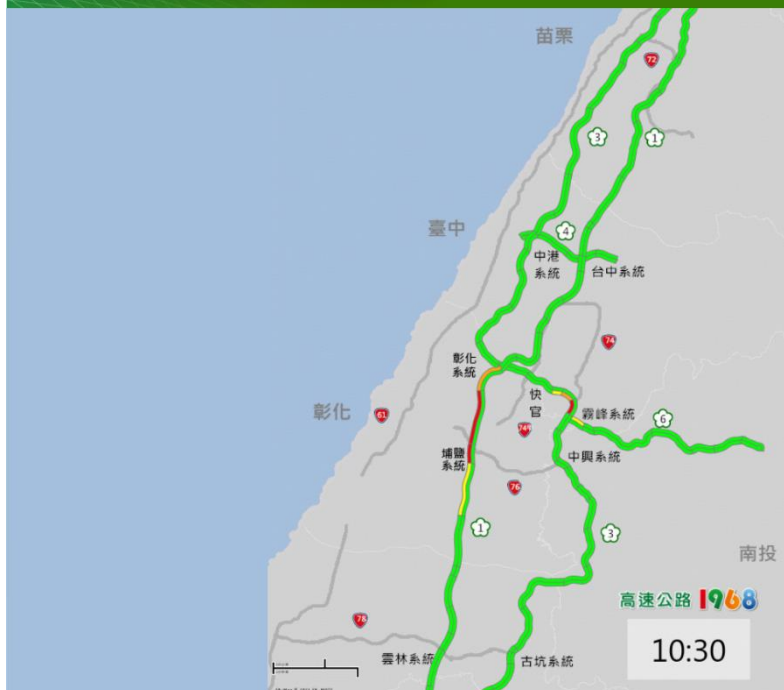 苗栗
72
3
1
臺中
4
中港
系統
台中系統
74
彰化
系統
快
官
彰化
61
霧峰系統
6
埔鹽
系統
中興系統
76
1
3
南投
高速公路1968
78
10:30
雲林系統
古坑系統